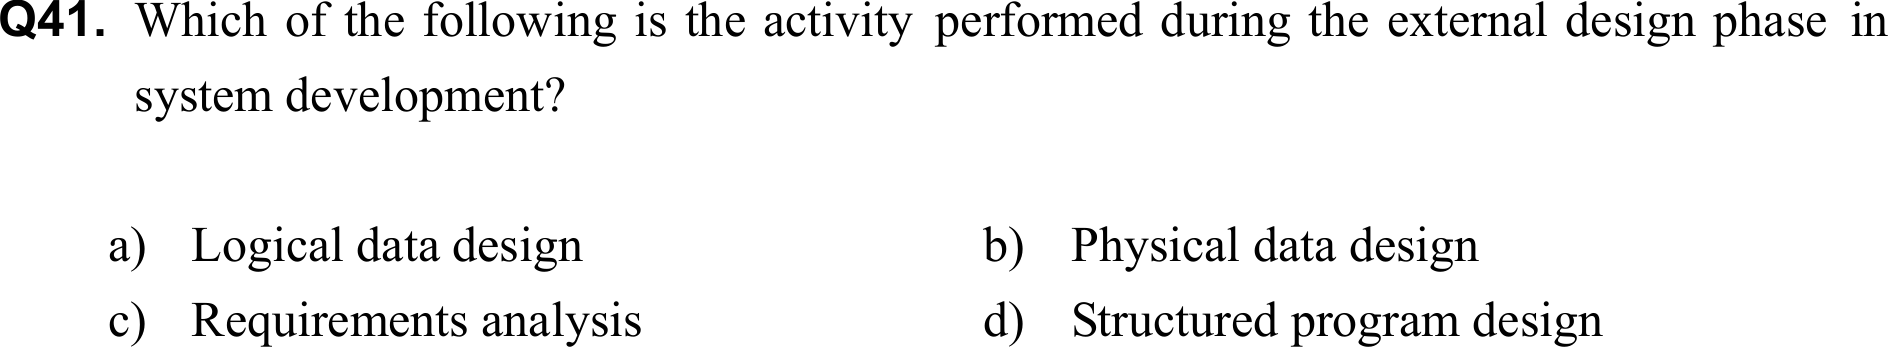 Q41. Which of the following is the activity performed during the external design phase in
system development?
a) Logical data design b) Physical data design
c) Requirements analysis d) Structured program design